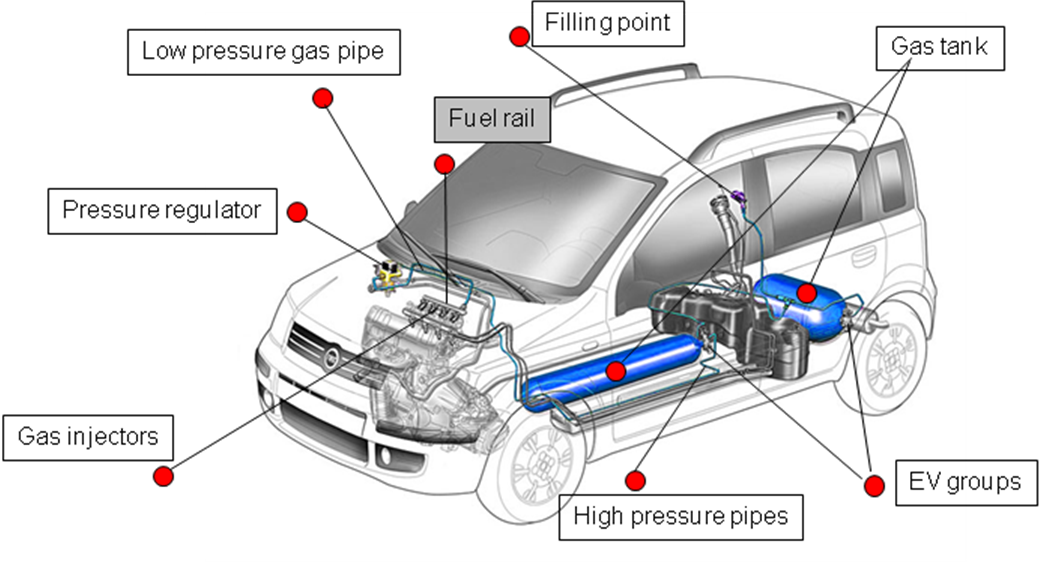 Filling point
Low pressure gas pipe
Gas tank
Fuel rail
Pressure regulator
Gas injectors
EV groups
High pressure pipes